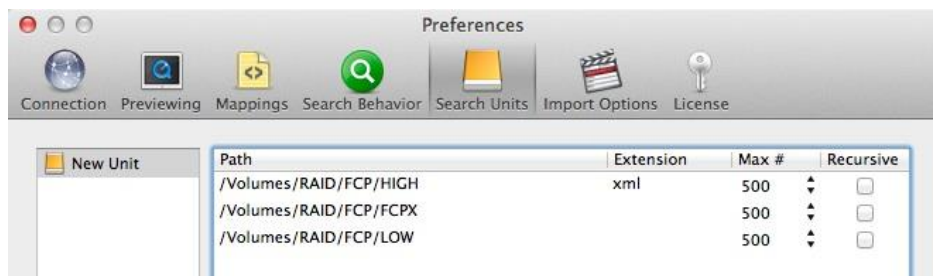 Preferences
Connection Previewing Mappings Search Behavior Search Units Import Options License
New Unit
Path Extension Max # Recursive
/Volumes/RAID/FCP/HIGH xml 500
/Volumes/RAID/FCP/FCPX 500
/Volumes/RAID/FCP/LOW 500